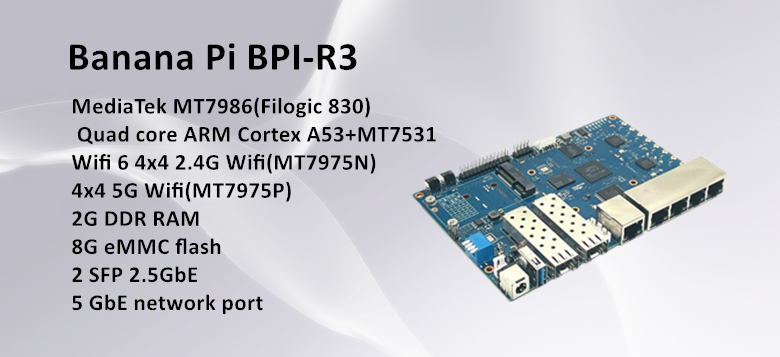 Banana Pi BPI-R3
MediaTek MT7986(Filogic 830)
Quad core ARM Cortex A53+MT7531
Wifi 6 4x4 2.4G Wifi(MT7975N)
4x4 5G Wifi(MT7975P)
2G DDR RAM
8G eMMC flash
2 SFP 2.5GbE
5 GbE network port